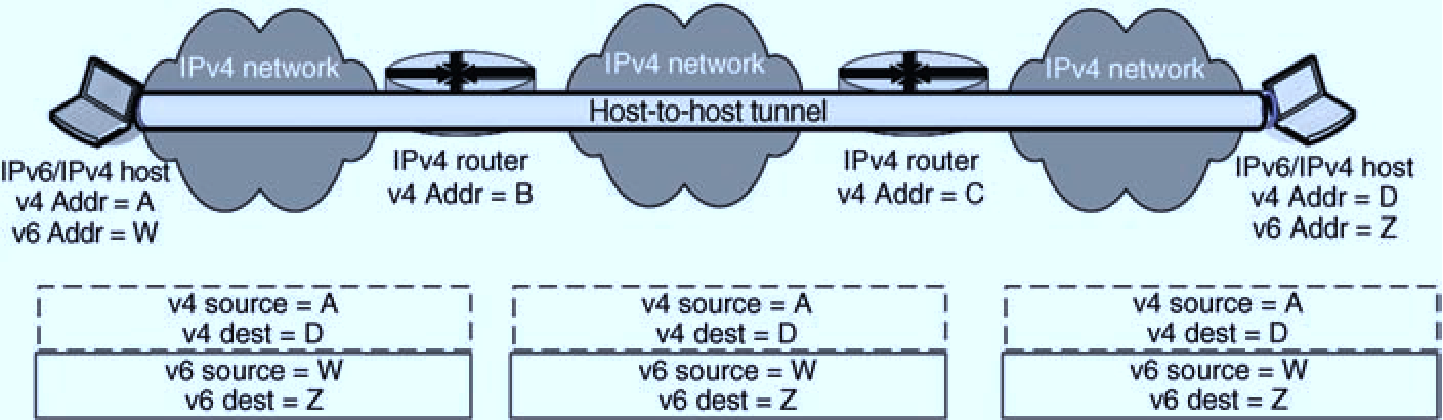 IPv4 network
IPv4 network
IPv4 network
Host-to-host tunnel
IPv6/IPv4 host
v4 Addr = A
v6 Addr = W
IPv4 router
v4 Addr = B
IPv4 router
v4 Addr = C
IPv6/IPv4 host
v4 Addr = D
v6 Addr = Z
v4 source = A
v4 dest = D
v6 source = W
v6 dest = Z
v4 source = A
v4 dest = D
v6 source = W
v6 dest = Z
v4 source = A
v4 dest = D
v6 source = W
v6 dest = Z